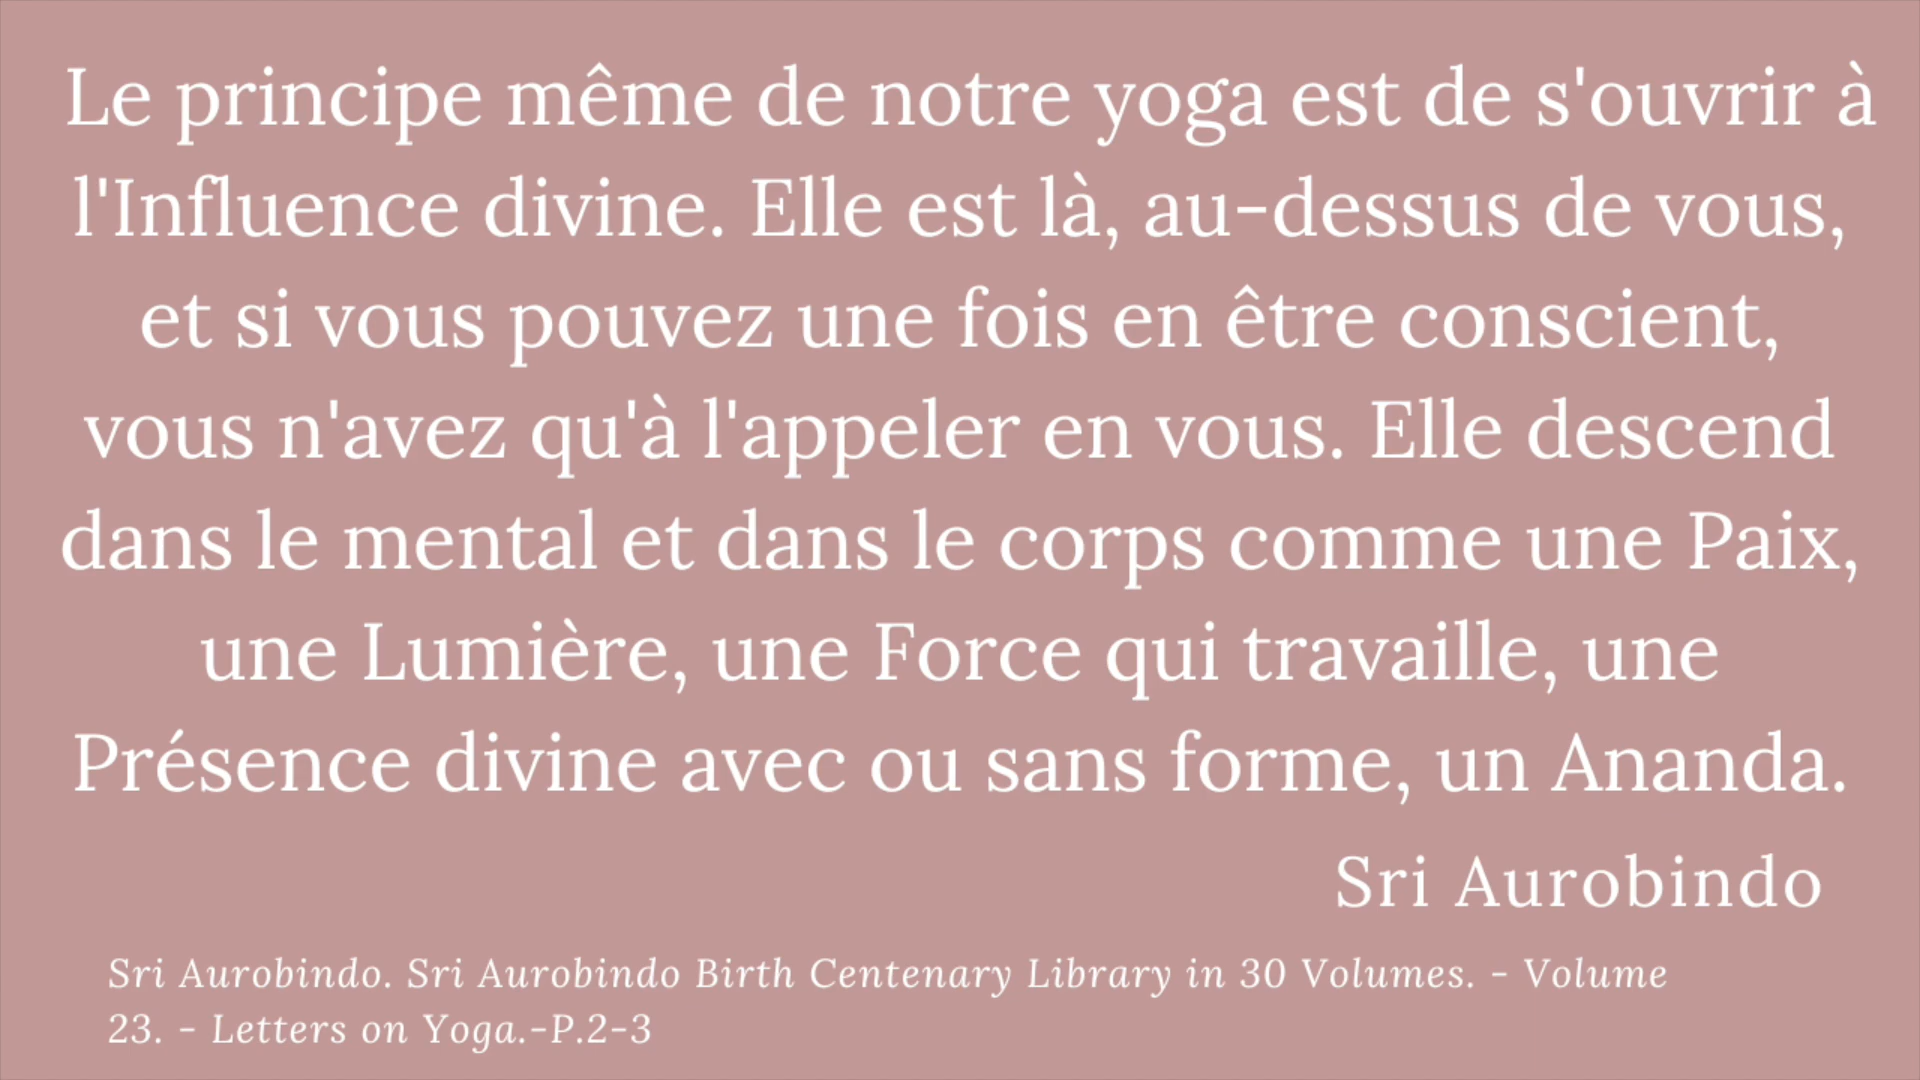 Le principe même de notre yoga est de s'ouvrir à
l'Influence divine. Elle est là, au-dessus de vous,
et si vous pouvez une fois en être conscient,
vous n'avez qu'à l'appeler en vous. Elle descend
dans le mental et dans le corps comme une Paix,
une Lumière, une Force qui travaille, une
Présence divine avec ou sans forme, un Ananda.
Sri Aurobindo
Sri Aurobindo. Sri Aurobindo Birth Centenary Library in 30 Volumes. - Volume
23. - Letters on Yoga.-P.2-3